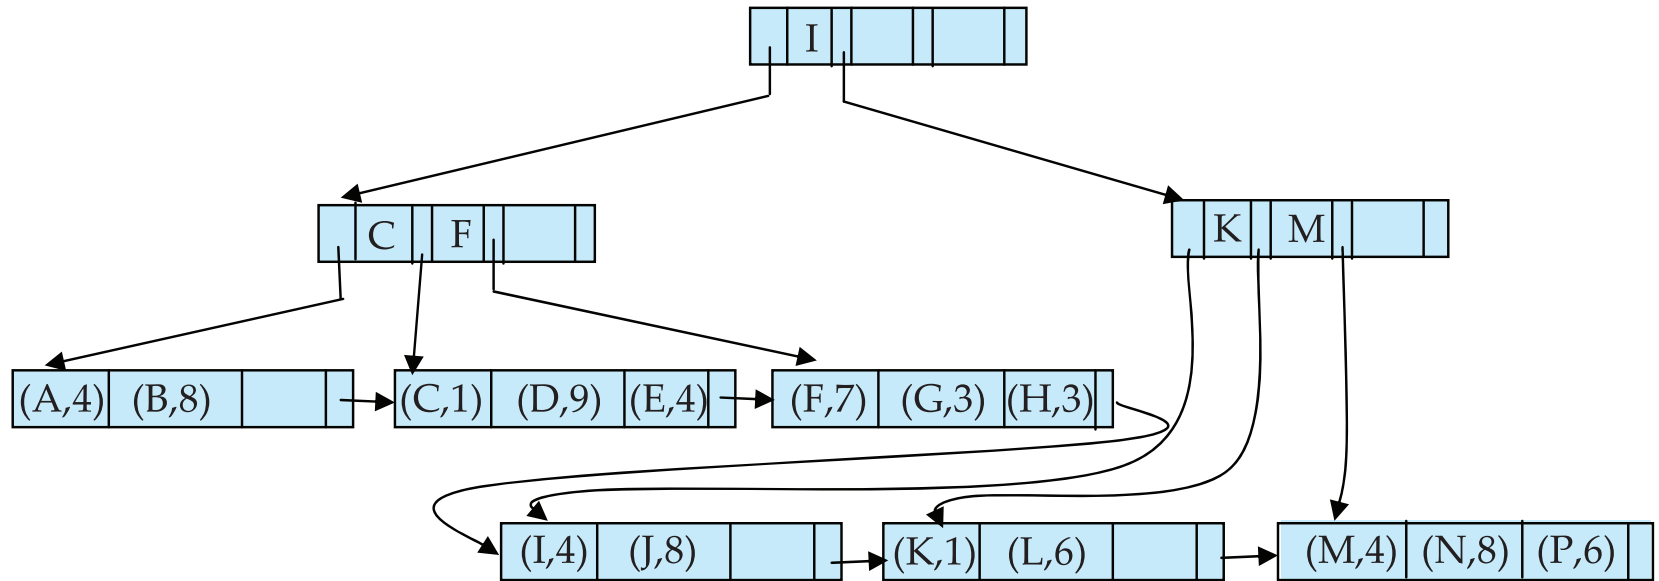 I
C F K M
(A,4) (B,8) (C,1) (D,9) (E,4) (F,7) (G,3) (H,3)
(I,4) (J,8) (K,1) (L,6) (M,4) (N,8) (P,6)